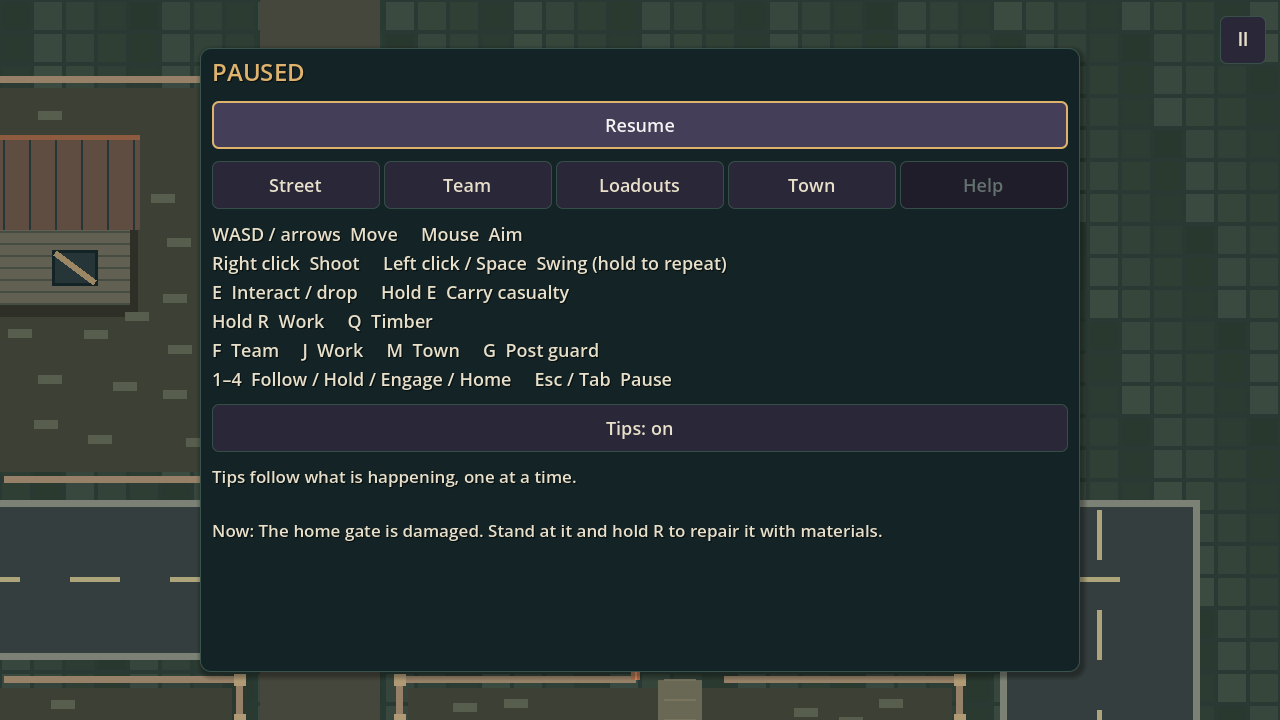 PAUSED
Resume
Street Team Loadouts Town Help
WASD / arrows  Move     Mouse  Aim
Right click  Shoot     Left click / Space  Swing (hold to repeat)
E  Interact / drop     Hold E  Carry casualty
Hold R  Work     Q  Timber
F  Team     J  Work     M  Town     G  Post guard
1–4  Follow / Hold / Engage / Home     Esc / Tab  Pause
Tips: on
Tips follow what is happening, one at a time.
Now: The home gate is damaged. Stand at it and hold R to repair it with materials.